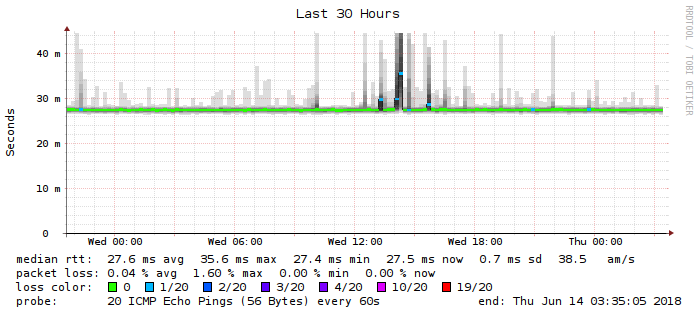 Last 30 Hours
RRDTOOL / TOBI OETIKER
Seconds
40 m
30 m
20 m
10 m
0
Wed 00:00 Wed 06:00 Wed 12:00 Wed 18:00 Thu 00:00
median rtt: 27.6 ms avg 35.6 ms max 27.4 ms min 27.5 ms now 0.7 ms sd 38.5 am/s
packet loss: 0.04 % avg 1.60 % max 0.00 % min 0.00 % now
loss color: 0 1/20 2/20 3/20 4/20 10/20 19/20
probe: 20 ICMP Echo Pings (56 Bytes) every 60s end: Thu Jun 14 03:35:05 2018